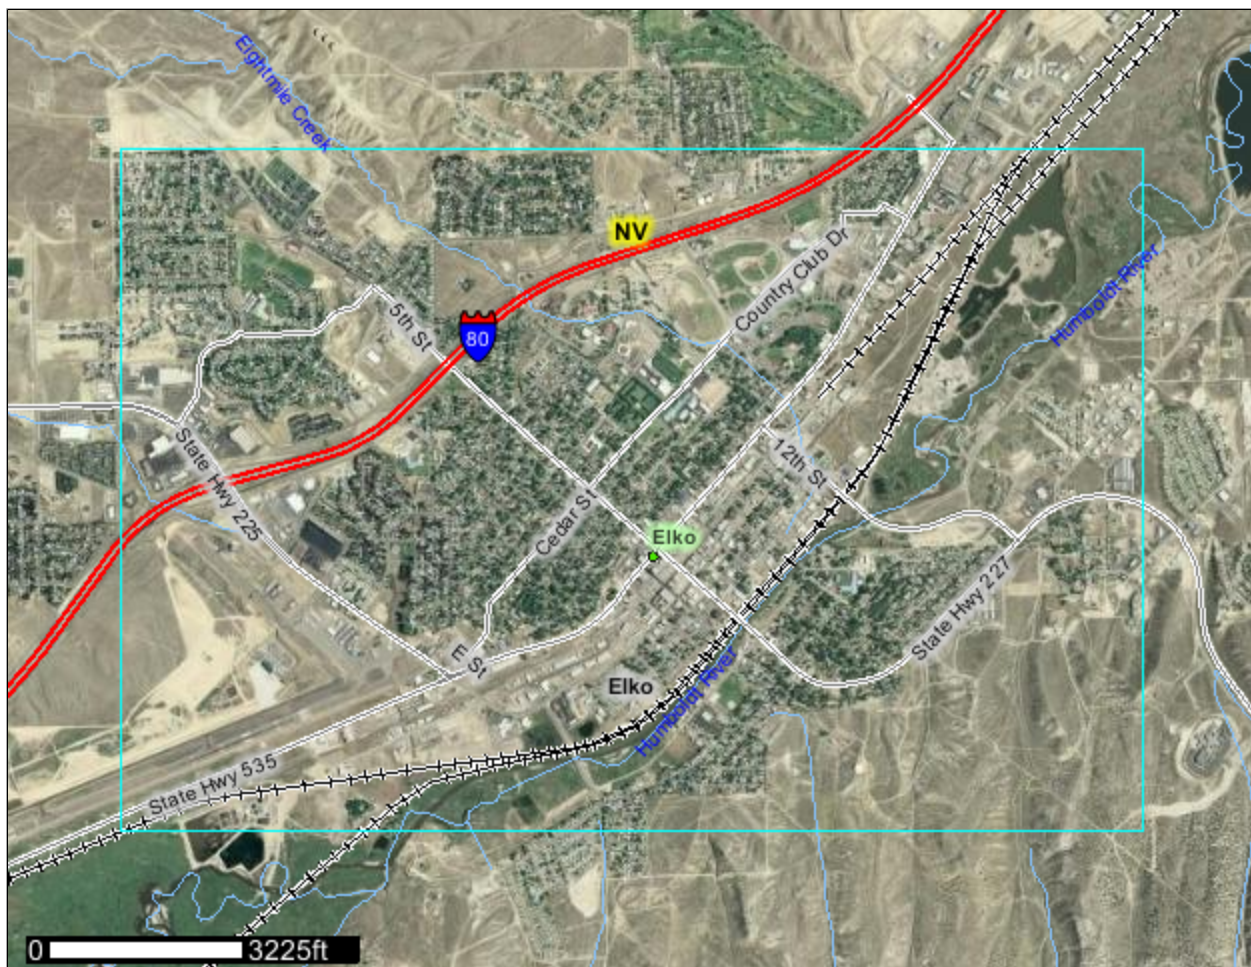 Eightmile Creek
NV
Country Club Dr
Humboldt River
5th St
80
State Hwy 225
12th St
Cedar St
Elko
State Hwy 227
E St
Elko
Humboldt River
State Hwy 535
0 3225ft